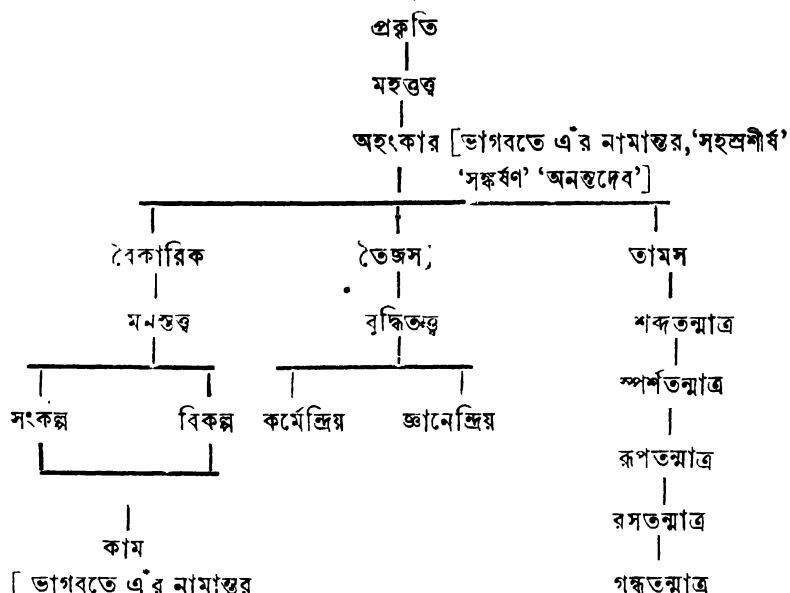 প্রকৃতি
মহত্তত্ত্ব
অহংকার [ভাগবতে এঁর নামান্তর,‘সহস্রশীর্ষ’
‘সঙ্কর্ষণ’ ‘অনন্তদেব’]
বৈকারিক তৈজস; তামস
মনস্তত্ত্ব বুদ্ধিতত্ত্ব শব্দতন্মাত্র
স্পর্শতন্মাত্র
সংকল্প বিকল্প কর্মেন্দ্রিয় জ্ঞানেন্দ্রিয়
রূপতন্মাত্র
রসতন্মাত্র
কাম
[ ভাগবতে এঁর নামান্তর গন্ধতন্মাত্র